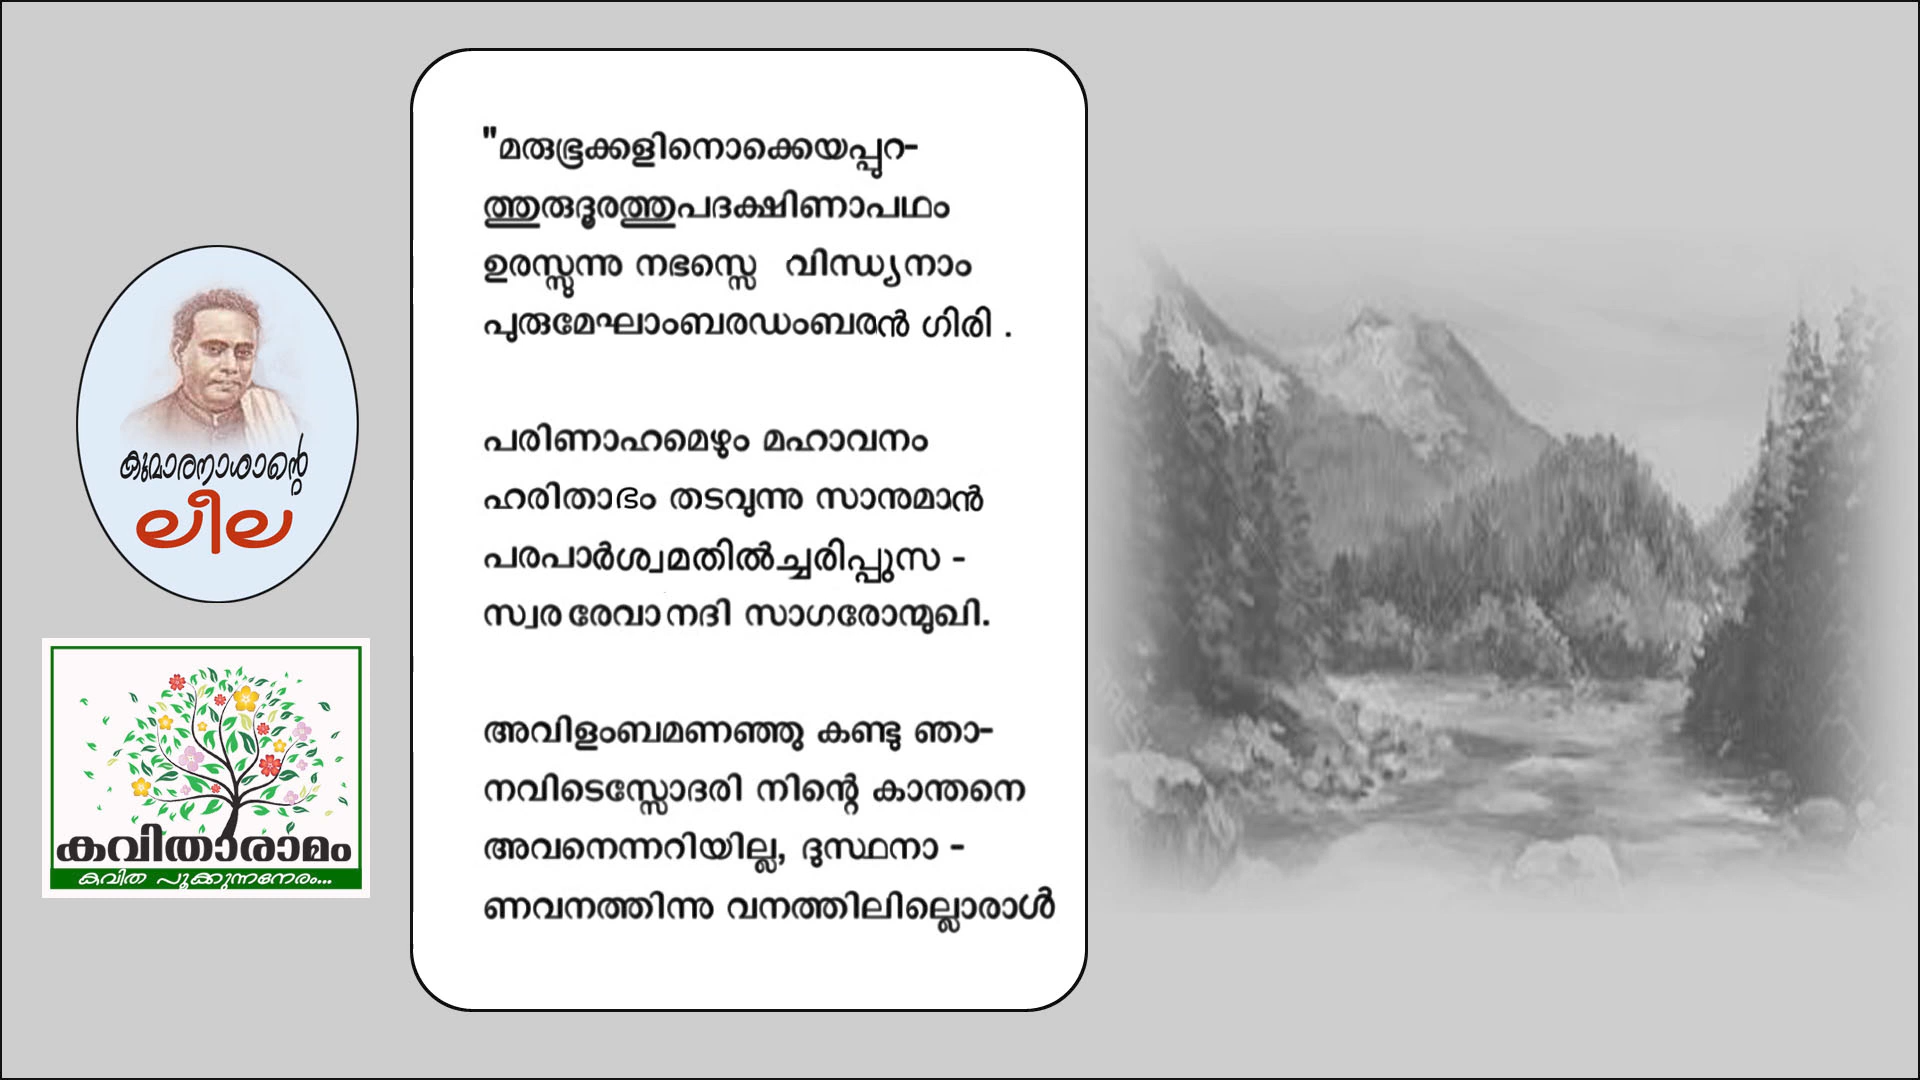 "മരുഭൂക്കളിനൊക്കെയപ്പുറ-
ത്തുരുദൂരത്തുപദക്ഷിണാപഥം
ഉരസ്സുന്നു നഭസ്സെ വിന്ധ്യനാം
പുരുമേഘാംബരഡംബരൻ ഗിരി .
പരിണാഹമെഴും മഹാവനം
ഹരിതാഭം തടവുന്നു സാനുമാൻ
പരപാർശ്വമതിൽച്ചരിപ്പുസ -
സ്വര രേവാനദി സാഗരോന്മുഖി.
അവിളംബമണഞ്ഞു കണ്ടു ഞാ-
നവിടെസ്സോദരി നിന്റെ കാന്തനെ
അവനെന്നറിയില്ല, ദുസ്ഥനാ -
ണവനത്തിന്നു വനത്തിലില്ലൊരാൾ
കുമാരനാശാന്റെ
ലീല
കവിതാരാമം
കവിത പൂക്കുന്നനേരം...